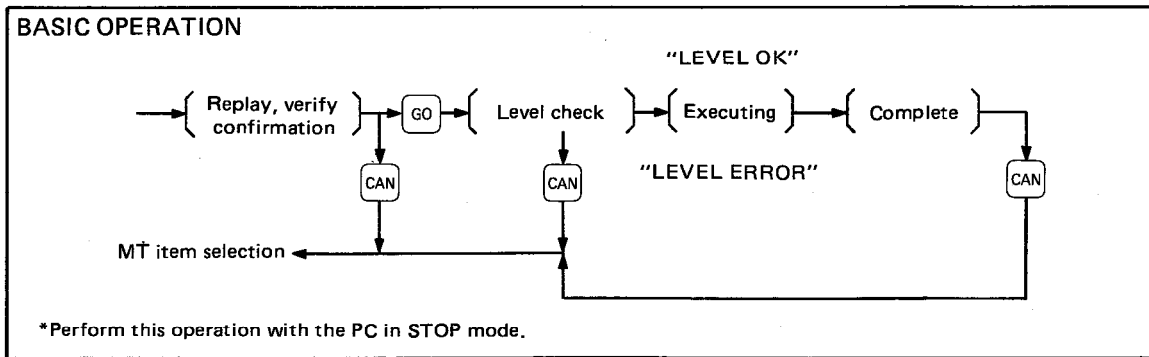 BASIC OPERATION
"LEVEL OK"
Replay, verify
confirmation
GO
Level check
Executing
Complete
CAN
CAN
"LEVEL ERROR"
CAN
MT item selection
*Perform this operation with the PC in STOP mode.